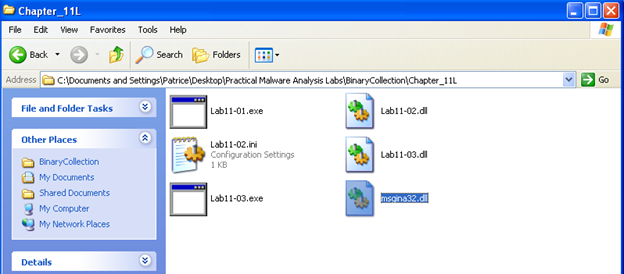 Chapter_11L
File Edit View Favorites Tools Help
Back Search Folders
Address C:\Documents and Settings\Patrice\Desktop\Practical Malware Analysis Labs\BinaryCollection\Chapter_11L Go
File and Folder Tasks
Other Places
BinaryCollection
My Documents
Shared Documents
My Computer
My Network Places
Details
Lab11-01.exe
Lab11-02.dll
Lab11-02.ini
Configuration Settings
1 KB
Lab11-03.dll
Lab11-03.exe
msgina32.dll